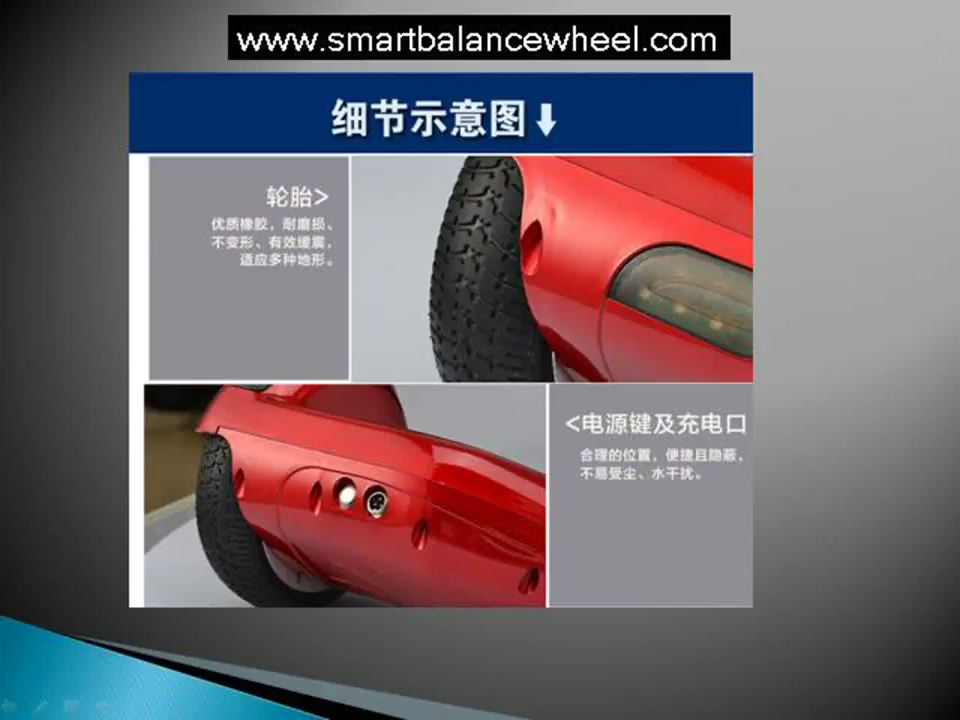 www.smartbalancewheel.com
细节示意图⬇
轮胎>
优质橡胶，耐磨损、
不变形、有效缓震，
适应多种地形。
<电源键及充电口
合理的位置，便捷且隐蔽，
不易受尘、水干扰。